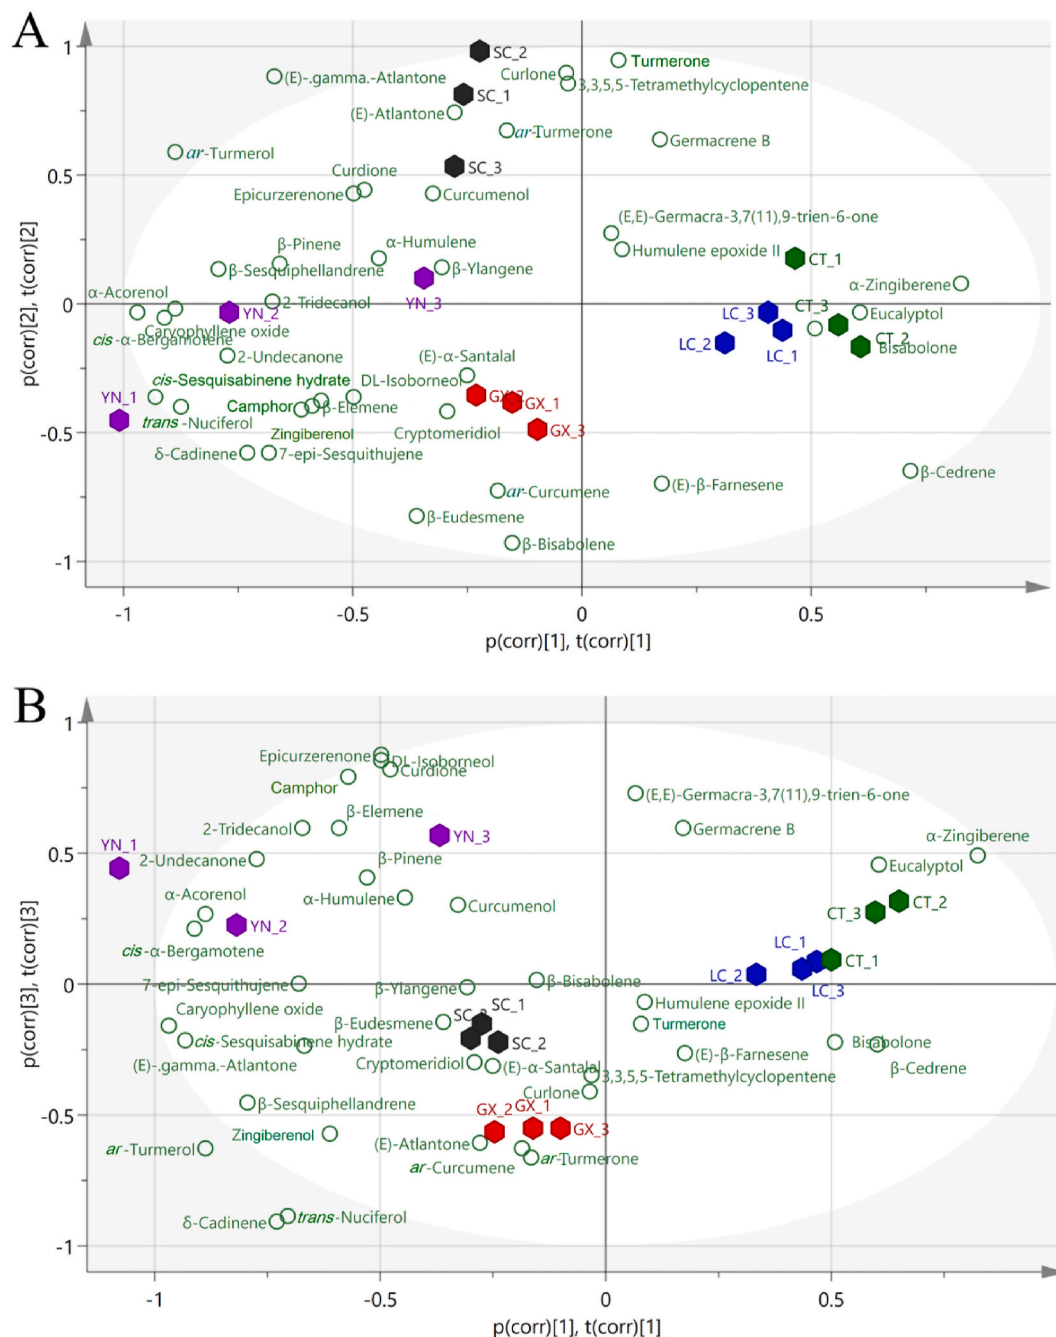 A
1
SC_2
Turmerone
(E)-.gamma.-Atlantone
Curlone
3,3,5,5-Tetramethylcyclopentene
SC_1
(E)-Atlantone
ar-Turmerone
Germacrene B
ar-Turmerol
Curdione
SC_3
0.5
Epicurzerenone
Curcumenol
(E,E)-Germacra-3,7(11),9-trien-6-one
β-Pinene
α-Humulene
Humulene epoxide II
CT_1
β-Sesquiphellandrene
β-Ylangene
α-Zingiberene
α-Acorenol
0
2-Tridecanol
YN_3
CT_3
YN_2
LC_3
Eucalyptol
Caryophyllene oxide
cis-α-Bergamotene
LC_2
LC_1
CT_2
Bisabolone
2-Undecanone
(E)-α-Santalal
cis-Sesquisabinene hydrate
DL-Isoborneol
YN_1
GX_2
GX_1
Camphor
β-Elemene
trans-Nuciferol
Zingiberenol
Cryptomeridiol
GX_3
-0.5
δ-Cadinene
7-epi-Sesquithujene
(E)-β-Farnesene
β-Cedrene
ar-Curcumene
β-Eudesmene
β-Bisabolene
-1
-1
-0.5
0
0.5
p(corr)[1], t(corr)[1]
p(corr)[2], t(corr)[2]
B
1
Epicurzerenone
DL-Isoborneol
Curdione
Camphor
(E,E)-Germacra-3,7(11),9-trien-6-one
β-Elemene
2-Tridecanol
YN_3
Germacrene B
YN_1
α-Zingiberene
0.5
2-Undecanone
β-Pinene
Eucalyptol
α-Acorenol
α-Humulene
Curcumenol
CT_2
CT_3
YN_2
cis-α-Bergamotene
LC_1
CT_1
LC_2
LC_3
0
7-epi-Sesquithujene
β-Ylangene
β-Bisabolene
Caryophyllene oxide
SC_1
Humulene epoxide II
β-Eudesmene
Turmerone
cis-Sesquisabinene hydrate
SC_2
Bisabolone
(E)-.gamma.-Atlantone
Cryptomeridiol
(E)-α-Santalal
(E)-β-Farnesene
β-Cedrene
3,3,5,5-Tetramethylcyclopentene
Curlone
β-Sesquiphellandrene
-0.5
GX_2
GX_1
Zingiberenol
GX_3
ar-Turmerol
(E)-Atlantone
ar-Turmerone
ar-Curcumene
δ-Cadinene
trans-Nuciferol
-1
-1
-0.5
0
0.5
p(corr)[1], t(corr)[1]
p(corr)[3], t(corr)[3]